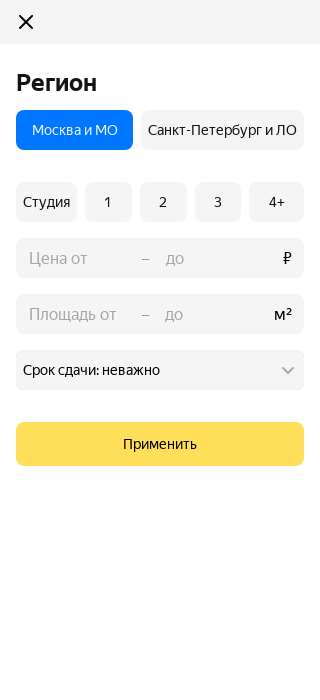 Регион
Москва и МО Санкт-Петербург и ЛО
Студия 1 2 3 4+
Цена от – до ₽
Площадь от – до м²
Срок сдачи: неважно
Применить